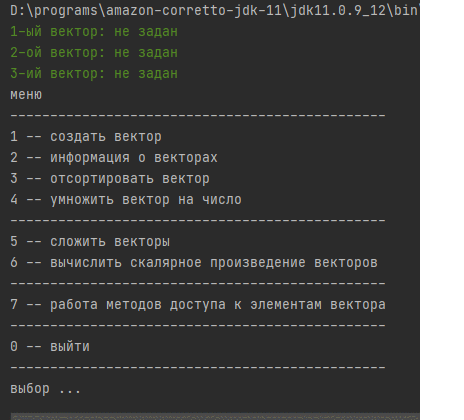 D:\programs\amazon-corretto-jdk-11\jdk11.0.9_12\bin
1-ый вектор: не задан
2-ой вектор: не задан
3-ий вектор: не задан
меню
-----------------------------------------------
1 -- создать вектор
2 -- информация о векторах
3 -- отсортировать вектор
4 -- умножить вектор на число
-----------------------------------------------
5 -- сложить векторы
6 -- вычислить скалярное произведение векторов
-----------------------------------------------
7 -- работа методов доступа к элементам вектора
-----------------------------------------------
0 -- выйти
-----------------------------------------------
выбор ...